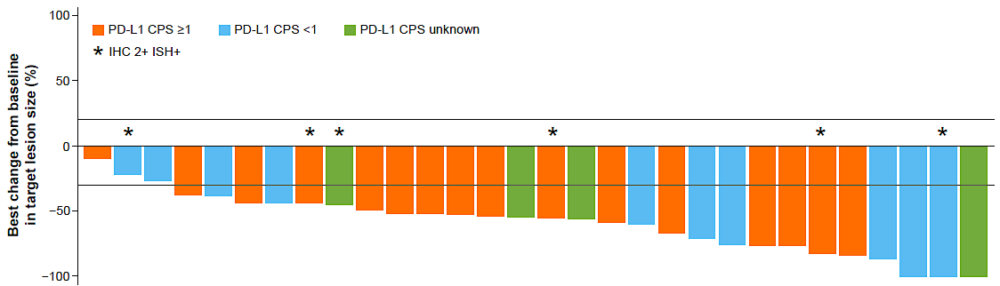 Best change from baseline
in target lesion size (%)
100
50
0
−50
−100
PD-L1 CPS ≥1
PD-L1 CPS <1
PD-L1 CPS unknown
* IHC 2+ ISH+
* * * * * *